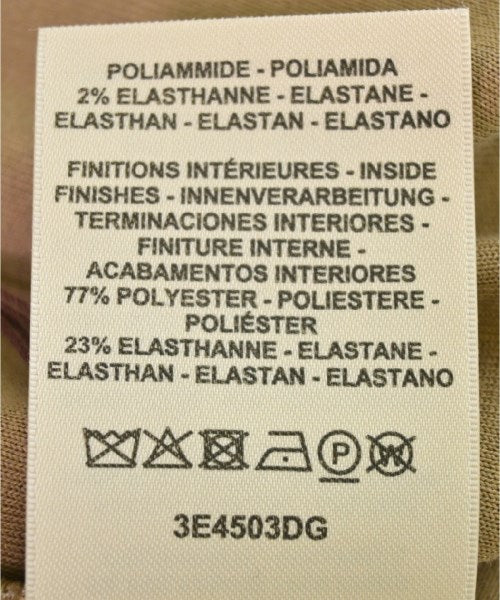 POLIAMMIDE - POLIAMIDA
2% ELASTHANNE - ELASTANE -
ELASTHAN - ELASTAN - ELASTANO
FINITIONS INTÉRIEURES - INSIDE
FINISHES - INNENVERARBEITUNG -
TERMINACIONES INTERIORES -
FINITURE INTERNE -
ACABAMENTOS INTERIORES
77% POLYESTER - POLIESTERE -
POLIÉSTER
23% ELASTHANNE - ELASTANE -
ELASTHAN - ELASTAN - ELASTANO
P W
3E4503DG